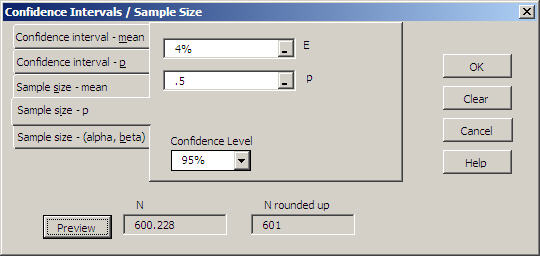 Confidence Intervals / Sample Size
Confidence interval - mean
Confidence interval - p
Sample size - mean
Sample size - p
Sample size - (alpha, beta)
4% E
.5 p
Confidence Level
95%
OK
Clear
Cancel
Help
N N rounded up
Preview 600.228 601